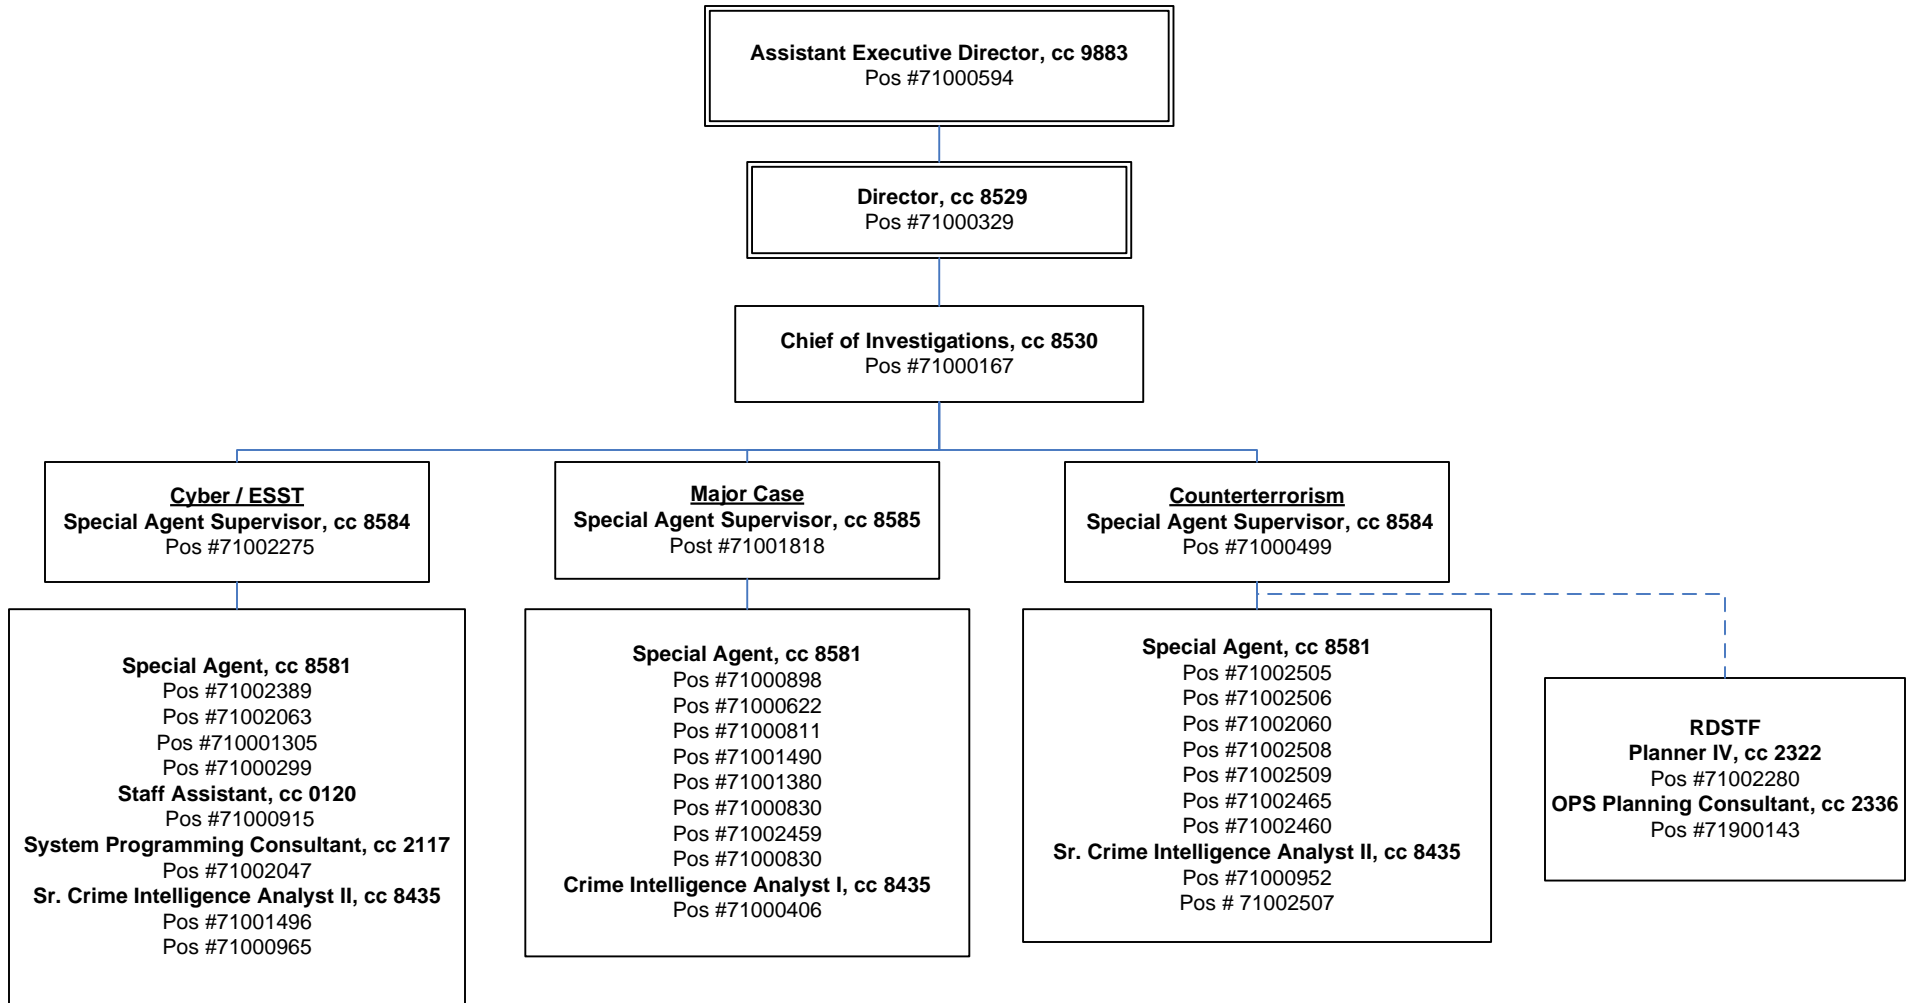 Assistant Executive Director, cc 9883
Pos #71000594
Director, cc 8529
Pos #71000329
Chief of Investigations, cc 8530
Pos #71000167
Cyber / ESST
Special Agent Supervisor, cc 8584
Pos #71002275
Major Case
Special Agent Supervisor, cc 8585
Post #71001818
Counterterrorism
Special Agent Supervisor, cc 8584
Pos #71000499
Special Agent, cc 8581
Pos #71002389
Pos #71002063
Pos #710001305
Pos #71000299
Staff Assistant, cc 0120
Pos #71000915
System Programming Consultant, cc 2117
Pos #71002047
Sr. Crime Intelligence Analyst II, cc 8435
Pos #71001496
Pos #71000965
Special Agent, cc 8581
Pos #71000898
Pos #71000622
Pos #71000811
Pos #71001490
Pos #71001380
Pos #71000830
Pos #71002459
Pos #71000830
Crime Intelligence Analyst I, cc 8435
Pos #71000406
Special Agent, cc 8581
Pos #71002505
Pos #71002506
Pos #71002060
Pos #71002508
Pos #71002509
Pos #71002465
Pos #71002460
Sr. Crime Intelligence Analyst II, cc 8435
Pos #71000952
Pos # 71002507
RDSTF
Planner IV, cc 2322
Pos #71002280
OPS Planning Consultant, cc 2336
Pos #71900143